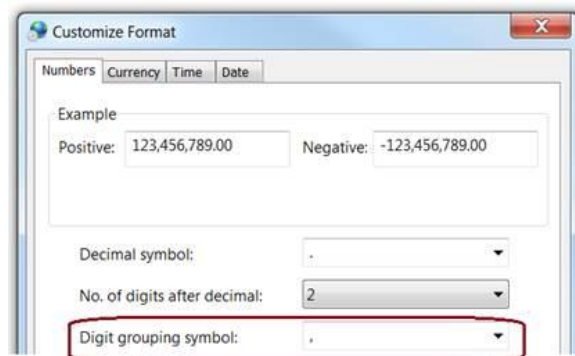 Customize Format
Numbers Currency Time Date
Example
Positive: 123,456,789.00 Negative: -123,456,789.00
Decimal symbol: .
No. of digits after decimal: 2
Digit grouping symbol: ,